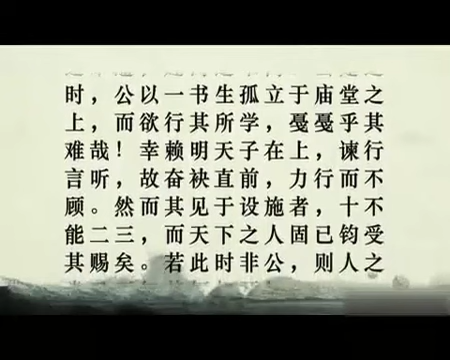 时，公以一书生孤立于庙堂之
上，而欲行其所学，戛戛乎其
难哉！幸赖明天子在上，谏行
言听，故奋袂直前，力行而不
顾。然而其见于设施者，十不
能二三，而天下之人固已钧受
其赐矣。若此时非公，则人之